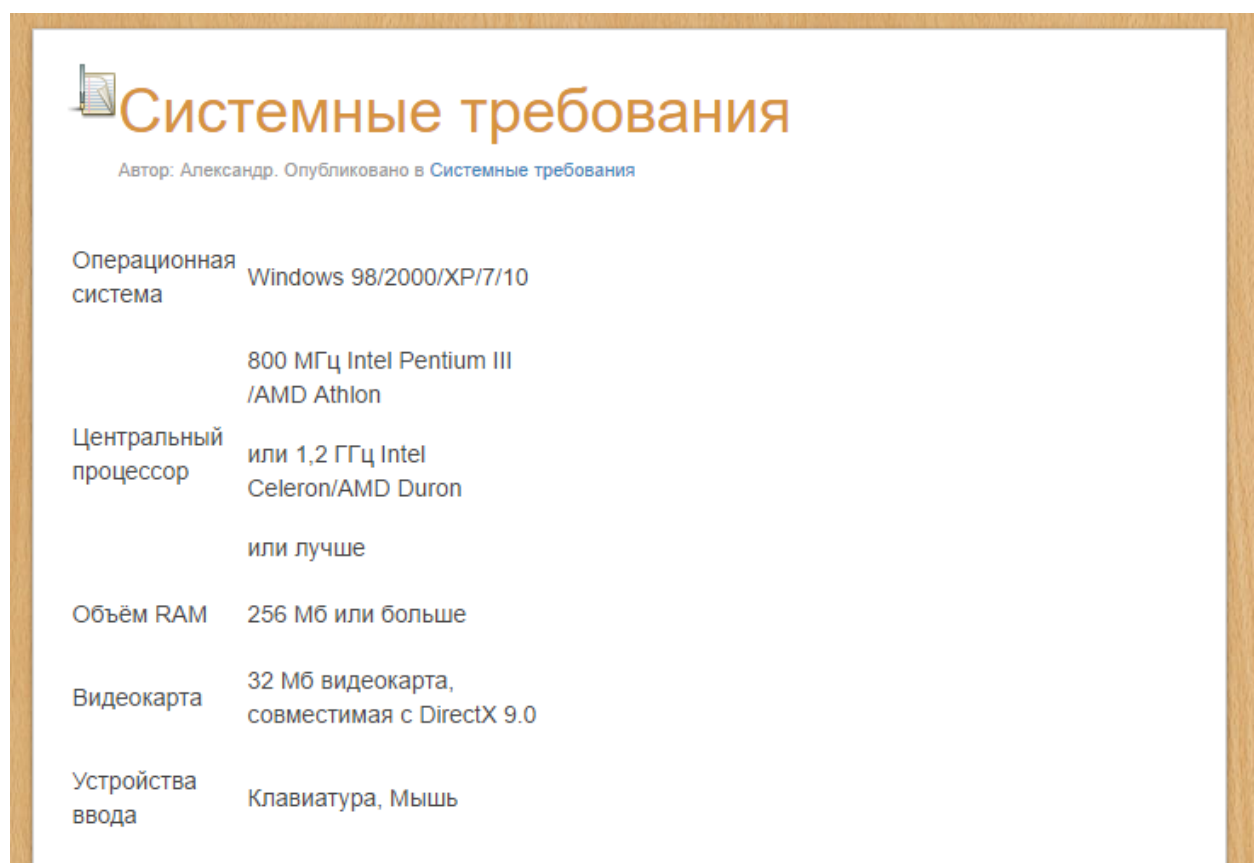 Системные требования
Автор: Александр. Опубликовано в Системные требования
Операционная
система
Windows 98/2000/XP/7/10
Центральный
процессор
800 МГц Intel Pentium III
/AMD Athlon
или 1,2 ГГц Intel
Celeron/AMD Duron
или лучше
Объём RAM
256 Мб или больше
Видеокарта
32 Мб видеокарта,
совместимая с DirectX 9.0
Устройства
ввода
Клавиатура, Мышь